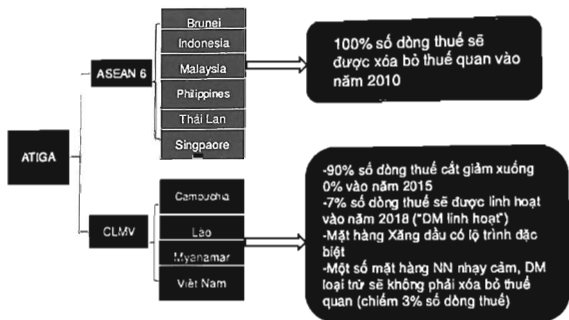 ATIGA
ASEAN 6
Brunei
Indonesia
Malaysia
Philippines
Thái Lan
Singpaore
100% số dòng thuế sẽ
được xóa bỏ thuế quan vào
năm 2010
CLMV
Campuchia
Lào
Myanamar
Việt Nam
-90% số dòng thuế cắt giảm xuống
0% vào năm 2015
-7% số dòng thuế sẽ được linh hoạt
vào năm 2018 ("DM linh hoạt")
-Mặt hàng Xăng dầu có lộ trình đặc
biệt
-Một số mặt hàng NN nhạy cảm, DM
loại trừ sẽ không phải xóa bỏ thuế
quan (chiếm 3% số dòng thuế)